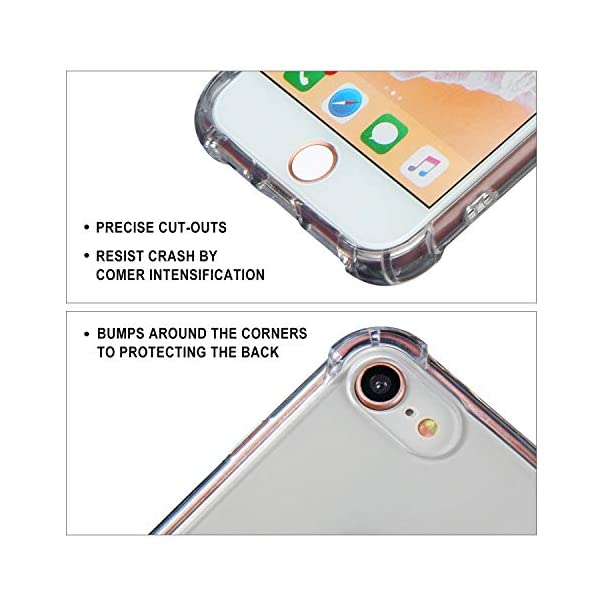 • PRECISE CUT-OUTS
• RESIST CRASH BY
COMER INTENSIFICATION
• BUMPS AROUND THE CORNERS
TO PROTECTING THE BACK